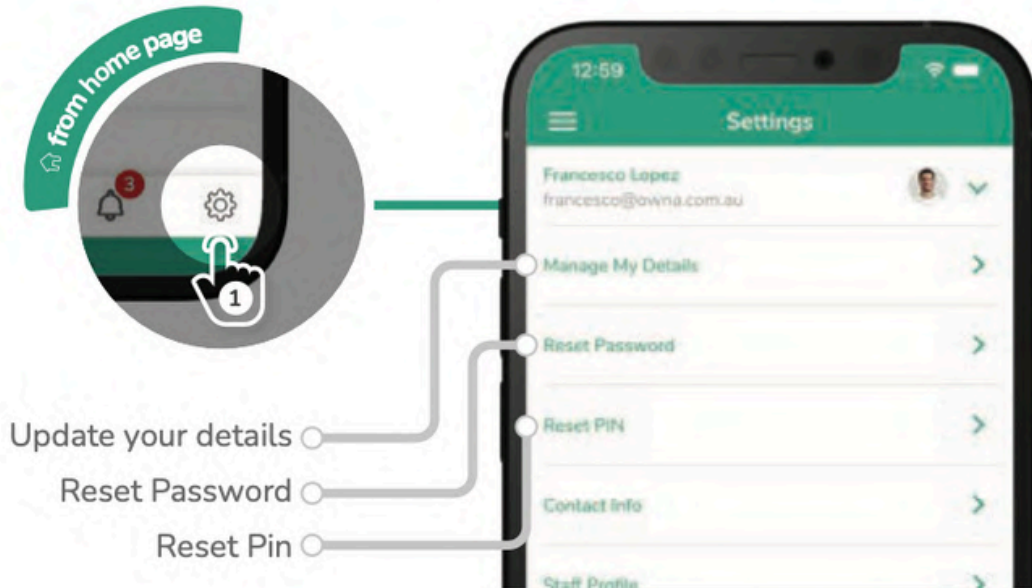 from home page
3
1
Update your details
Reset Password
Reset Pin
12:59
Settings
Francesco Lopez
francesco@owna.com.au
Manage My Details
Reset Password
Reset PIN
Contact Info
Staff Profile